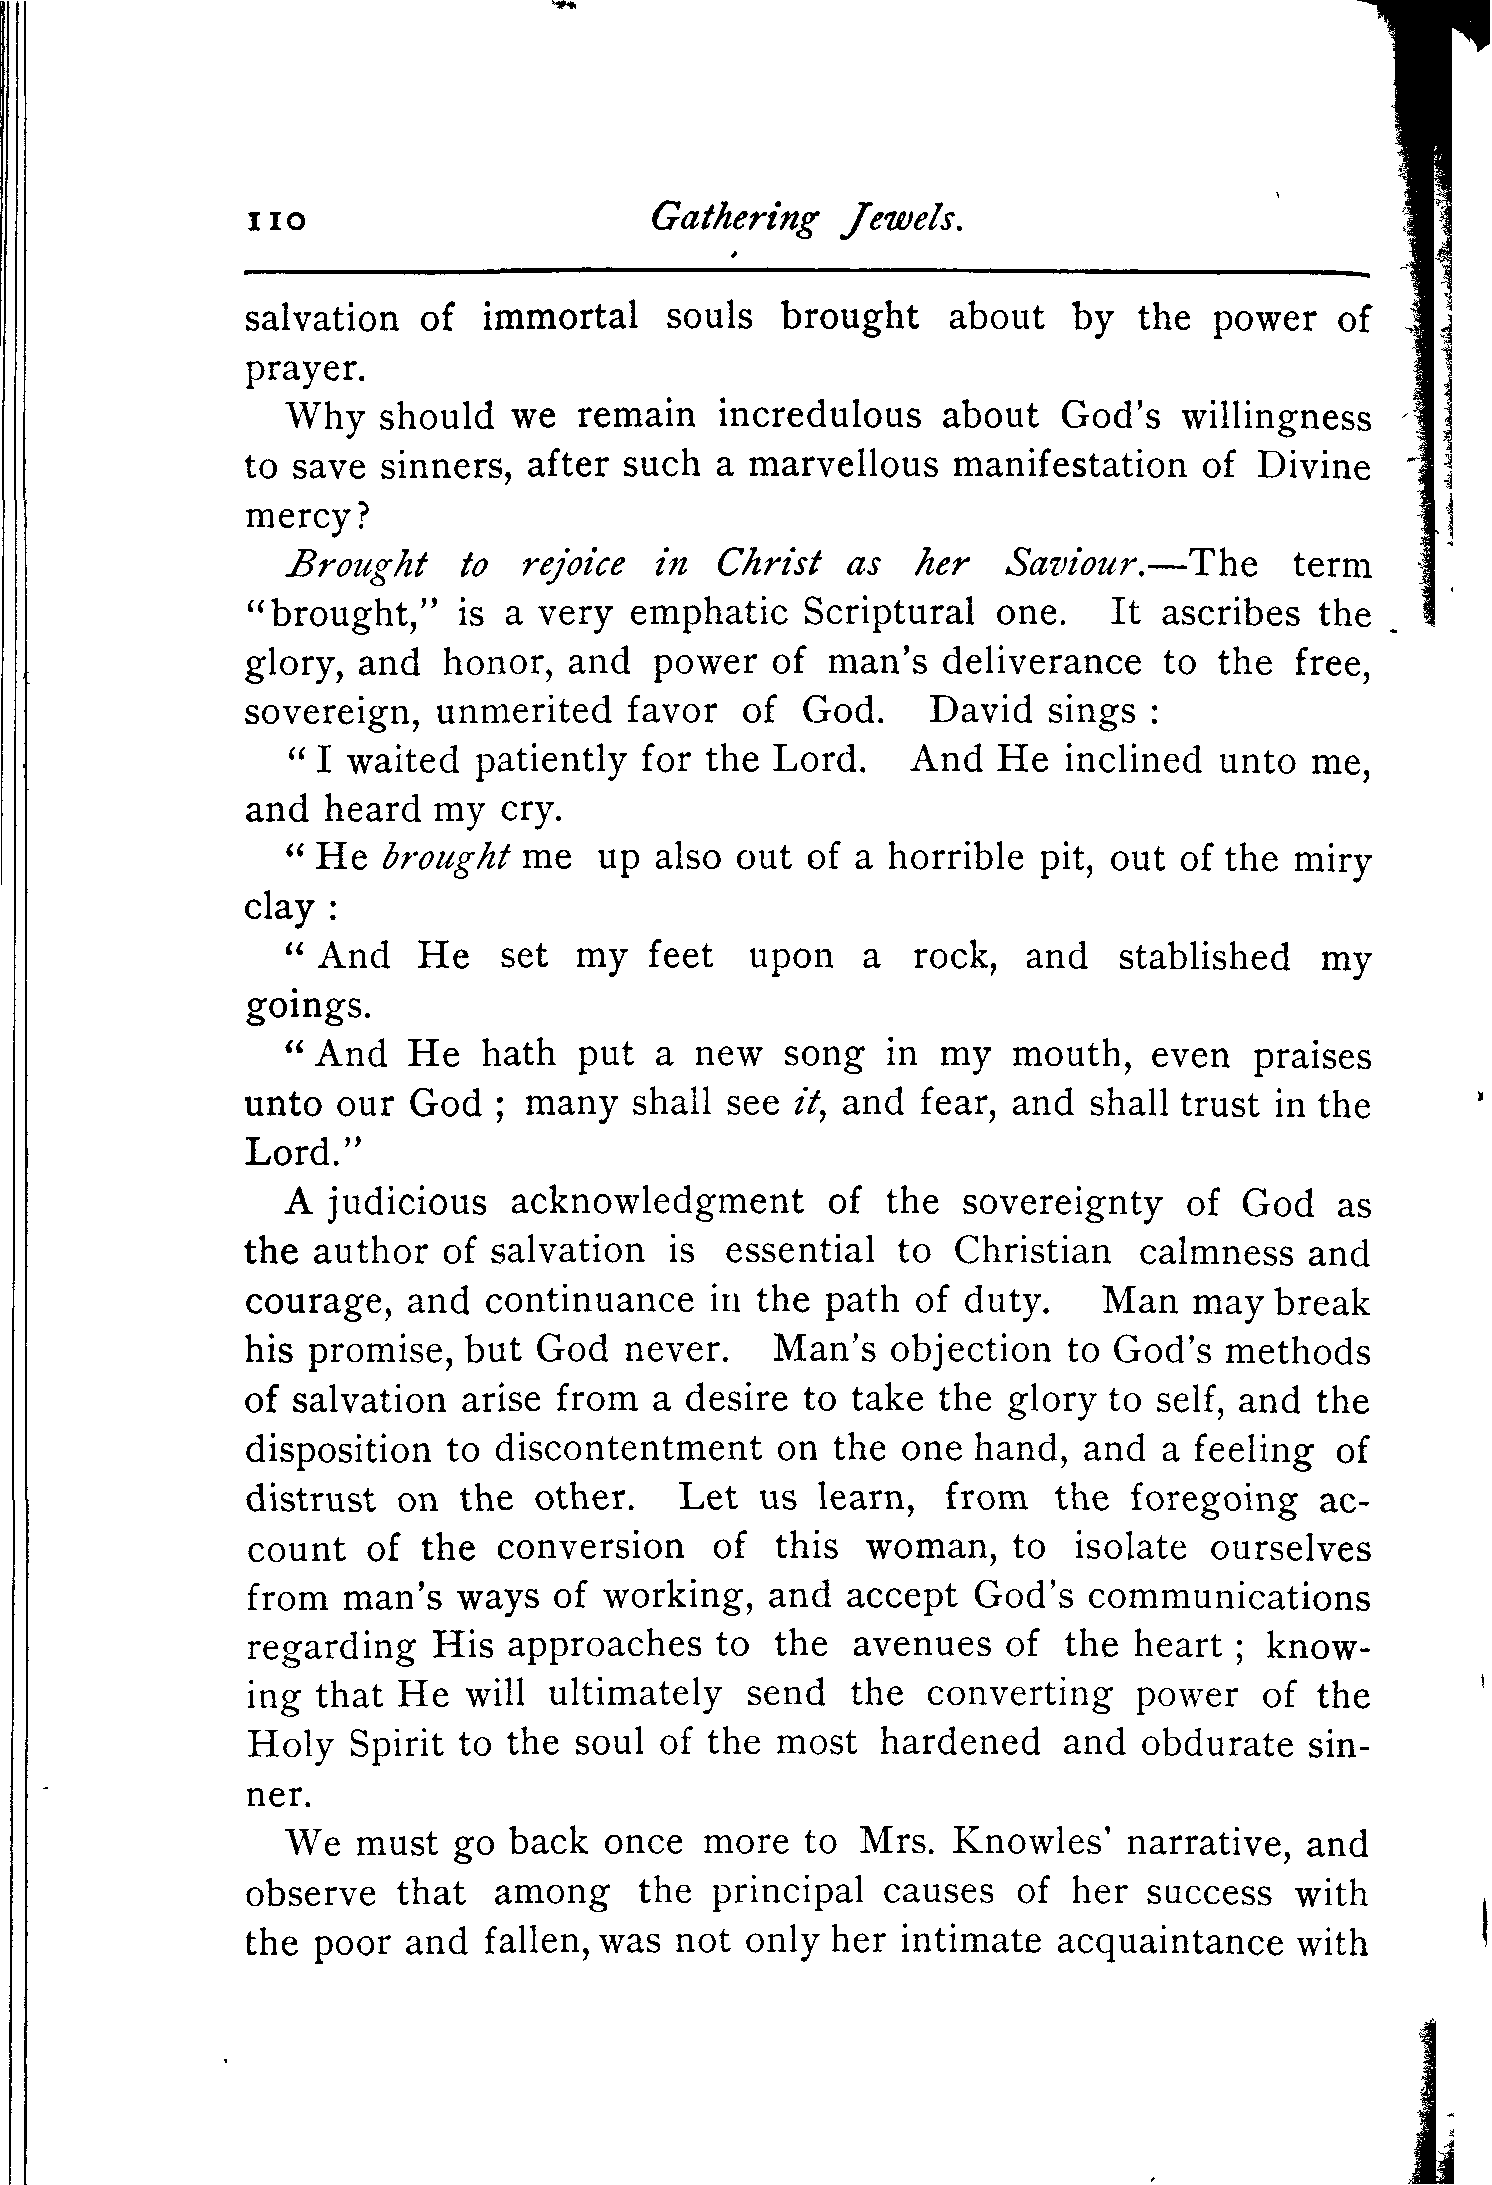 110 Gathering Jewels.
salvation of immortal souls brought about by the power of
prayer.
Why should we remain incredulous about God's willingness
to save sinners, after such a marvellous manifestation of Divine
mercy?
Brought to rejoice in Christ as her Saviour.—The term
"brought," is a very emphatic Scriptural one. It ascribes the
glory, and honor, and power of man's deliverance to the free,
sovereign, unmerited favor of God. David sings :
" I waited patiently for the Lord. And He inclined unto me,
and heard my cry.
" He brought me up also out of a horrible pit, out of the miry
clay :
" And He set my feet upon a rock, and stablished my
goings.
" And He hath put a new song in my mouth, even praises
unto our God ; many shall see it, and fear, and shall trust in the
Lord."
A judicious acknowledgment of the sovereignty of God as
the author of salvation is essential to Christian calmness and
courage, and continuance in the path of duty. Man may break
his promise, but God never. Man's objection to God's methods
of salvation arise from a desire to take the glory to self, and the
disposition to discontentment on the one hand, and a feeling of
distrust on the other. Let us learn, from the foregoing ac-
count of the conversion of this woman, to isolate ourselves
from man's ways of working, and accept God's communications
regarding His approaches to the avenues of the heart ; know-
ing that He will ultimately send the converting power of the
Holy Spirit to the soul of the most hardened and obdurate sin-
ner.
We must go back once more to Mrs. Knowles' narrative, and
observe that among the principal causes of her success with
the poor and fallen, was not only her intimate acquaintance with